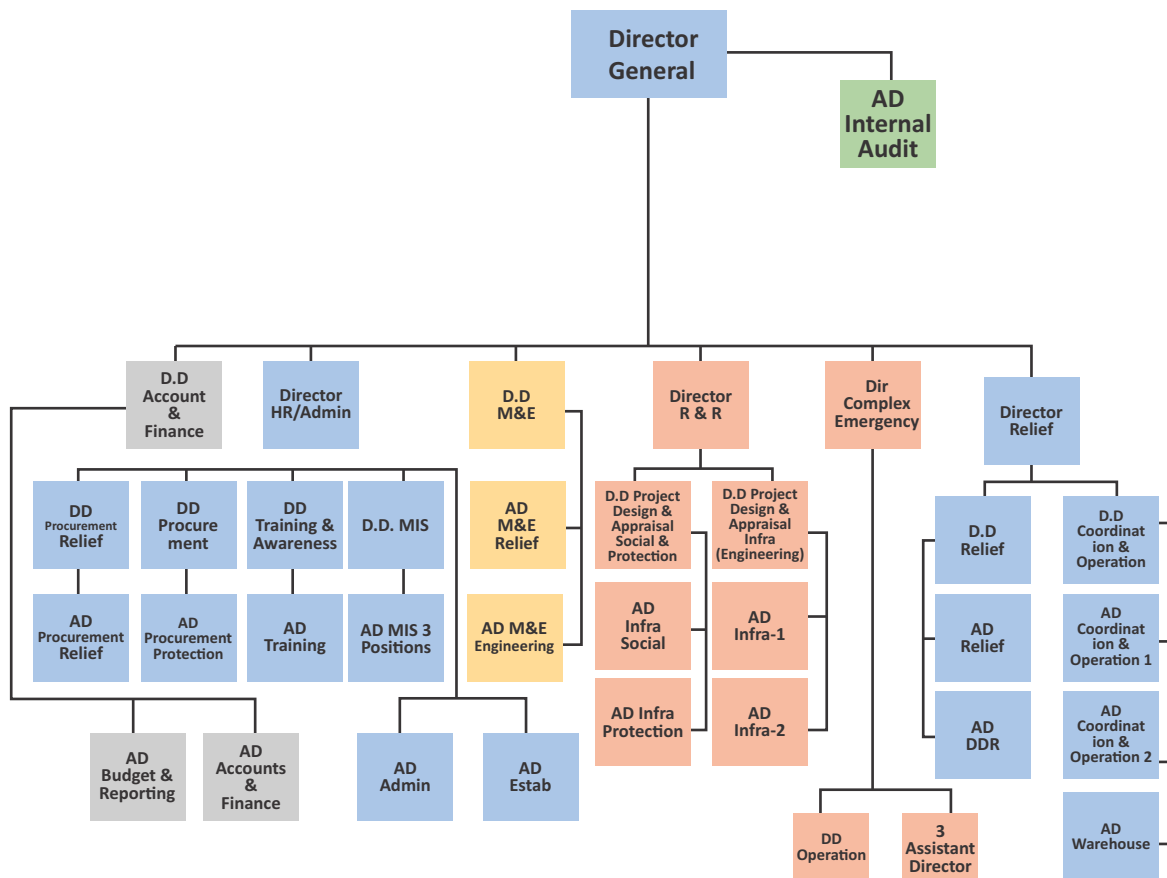 Director
General
AD
Internal
Audit
D.D
Account
&
Finance
Director
HR/Admin
D.D
M&E
Director
R & R
Dir
Complex
Emergency
Director
Relief
DD
Procurement
Relief
DD
Procure
ment
DD
Training &
Awareness
D.D. MIS
AD
M&E
Relief
D.D Project
Design &
Appraisal
Social &
Protection
D.D Project
Design &
Appraisal
Infra
(Engineering)
D.D
Relief
D.D
Coordinat
ion &
Operation
AD
Procurement
Relief
AD
Procurement
Protection
AD
Training
AD MIS 3
Positions
AD M&E
Engineering
AD
Infra
Social
AD
Infra-1
AD
Relief
AD
Coordinat
ion &
Operation 1
AD Infra
Protection
AD
Infra-2
AD
DDR
AD
Coordinat
ion &
Operation 2
AD
Budget &
Reporting
AD
Accounts
&
Finance
AD
Admin
AD
Estab
DD
Operation
3
Assistant
Director
AD
Warehouse